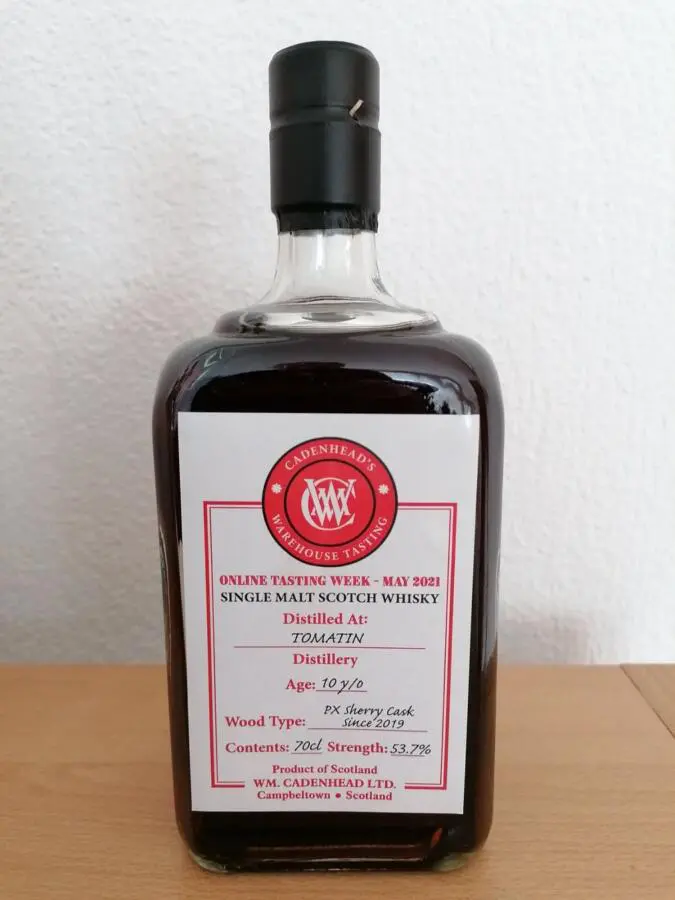 CADENHEAD'S
WC
WAREHOUSE TASTING
ONLINE TASTING WEEK - MAY 2021
SINGLE MALT SCOTCH WHISKY
Distilled At:
TOMATIN
Distillery
Age: 10 y/o
PX Sherry Cask
Wood Type: Since 2019
Contents: 70cl Strength: 53.7%
Product of Scotland
WM. CADENHEAD LTD.
Campbeltown • Scotland